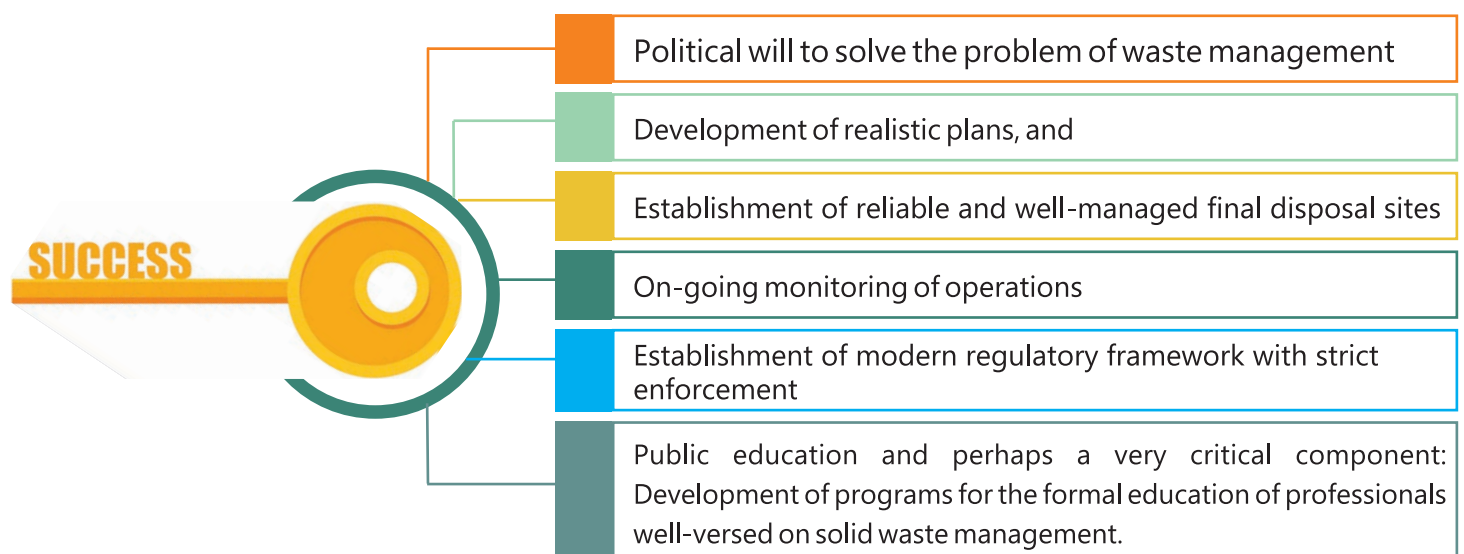 SUCCESS
Political will to solve the problem of waste management
Development of realistic plans, and
Establishment of reliable and well-managed final disposal sites
On-going monitoring of operations
Establishment of modern regulatory framework with strict
enforcement
Public education and perhaps a very critical component:
Development of programs for the formal education of professionals
well-versed on solid waste management.